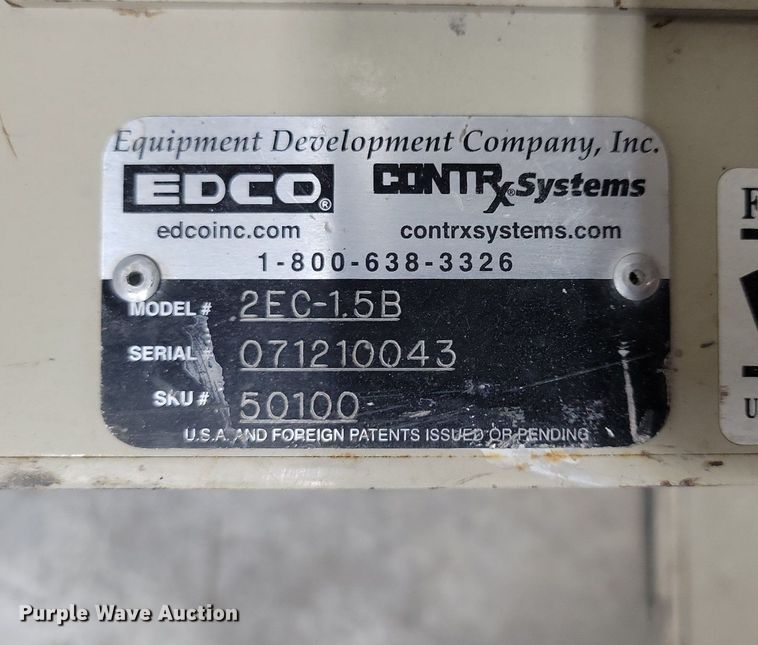 Equipment Development Company, Inc.
EDCO® CONTRx® Systems
edcoinc.com contrxsystems.com
1-800-638-3326
MODEL # 2EC-1.5B
SERIAL # 071210043
SKU # 50100
U.S.A. AND FOREIGN PATENTS ISSUED OR PENDING
Purple Wave Auction